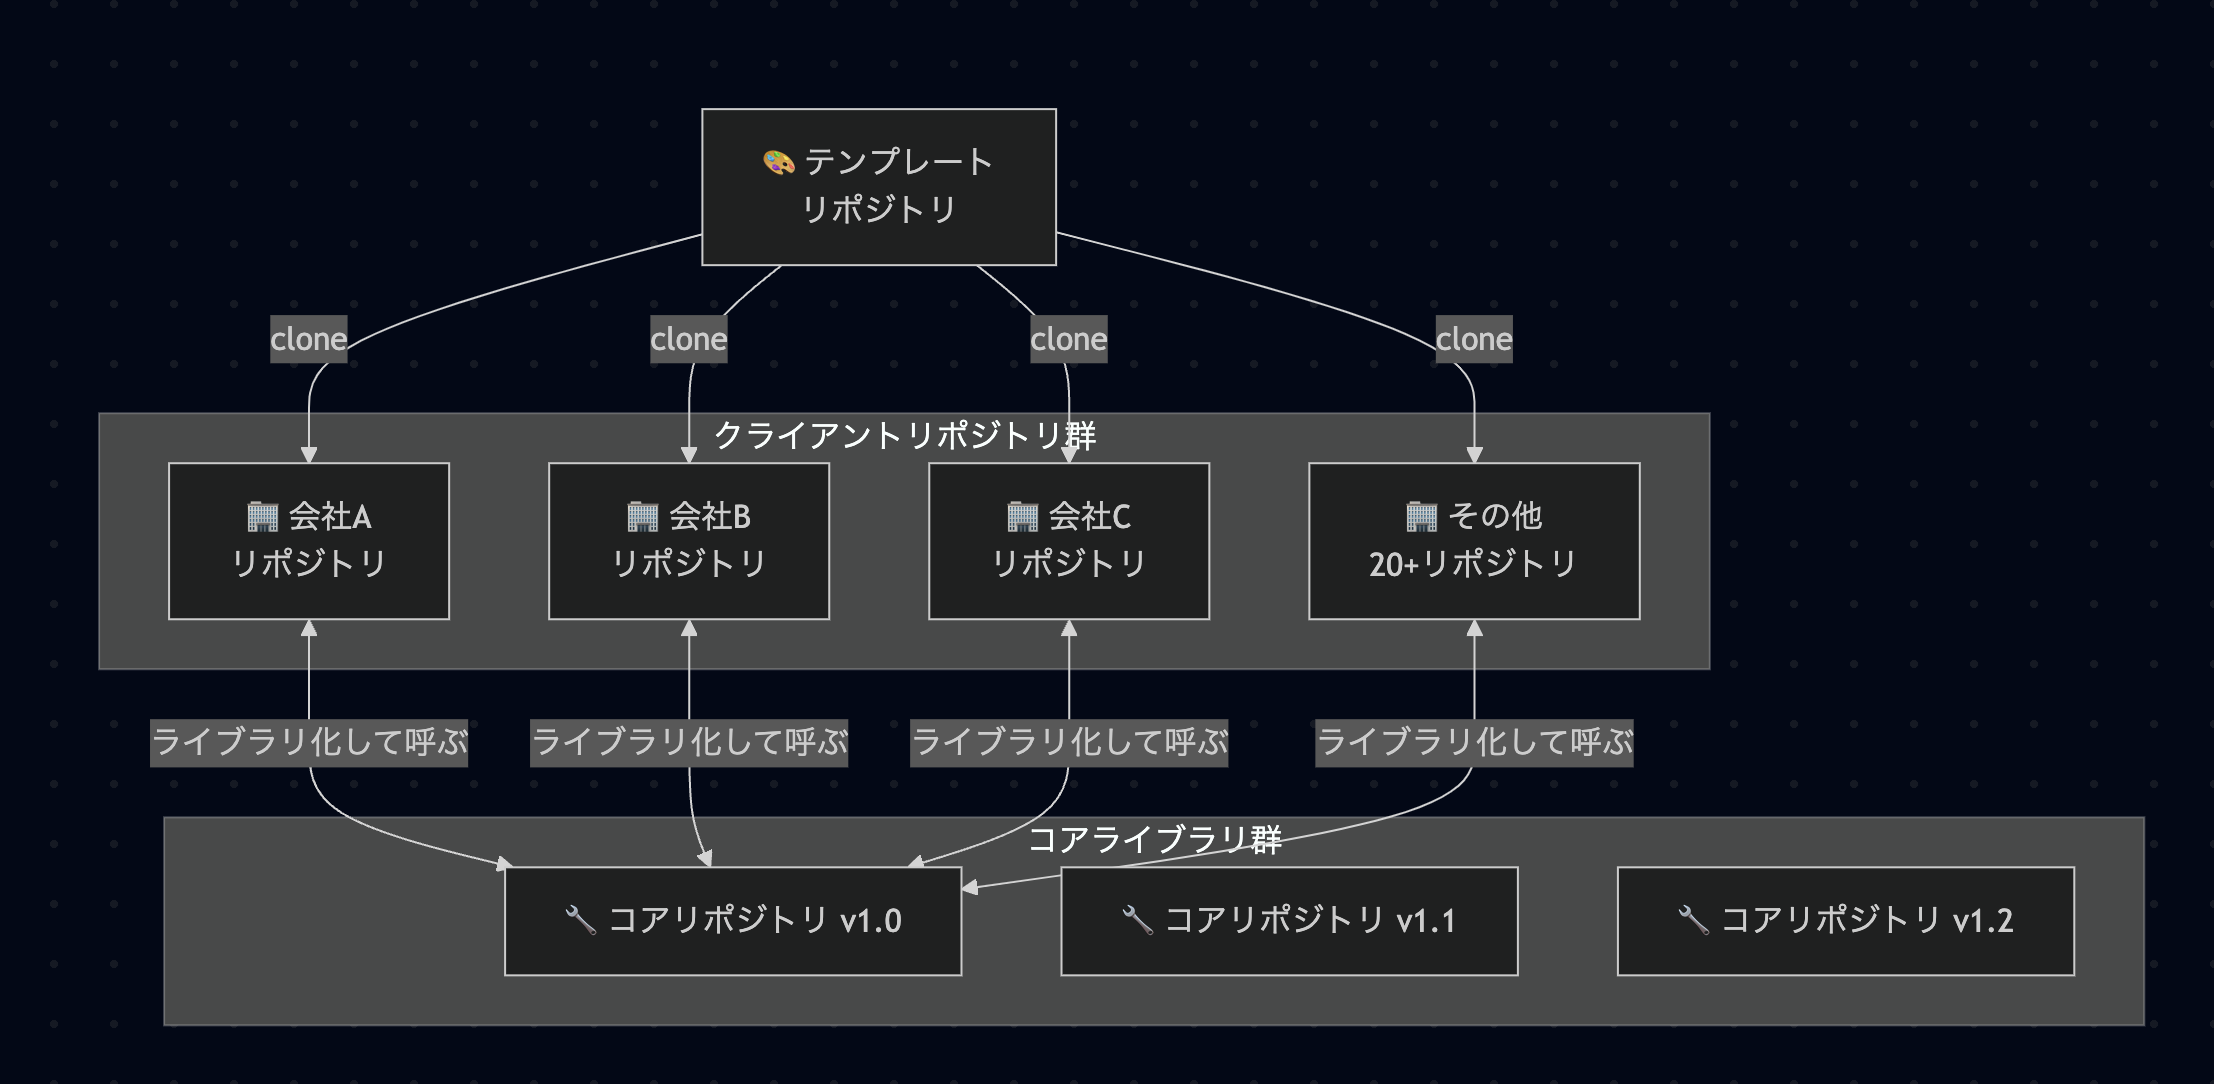 🎨 テンプレート
リポジトリ
clone
clone
clone
clone
クライアントリポジトリ群
🏢 会社A
リポジトリ
🏢 会社B
リポジトリ
🏢 会社C
リポジトリ
🏢 その他
20+リポジトリ
ライブラリ化して呼ぶ
ライブラリ化して呼ぶ
ライブラリ化して呼ぶ
ライブラリ化して呼ぶ
コアライブラリ群
🔧 コアリポジトリ v1.0
🔧 コアリポジトリ v1.1
🔧 コアリポジトリ v1.2